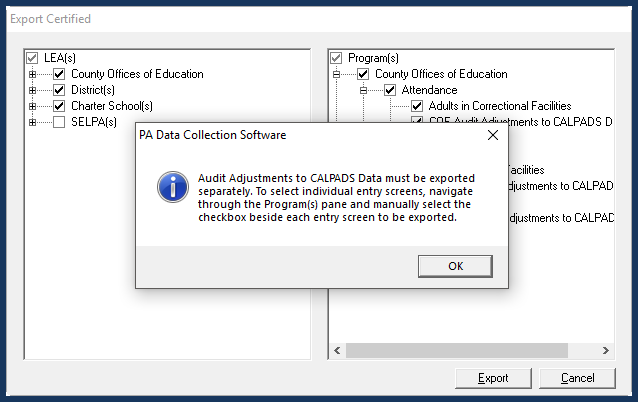 Export Certified
LEA(s)
County Offices of Education
District(s)
Charter School(s)
SELPA(s)
Program(s)
County Offices of Education
Attendance
Adults in Correctional Facilities
COE Audit Adjustments to CALPADS D
acilities
djustments to CALPAD
djustments to CALPAD
PA Data Collection Software
Audit Adjustments to CALPADS Data must be exported
separately. To select individual entry screens, navigate
through the Program(s) pane and manually select the
checkbox beside each entry screen to be exported.
OK
Export
Cancel